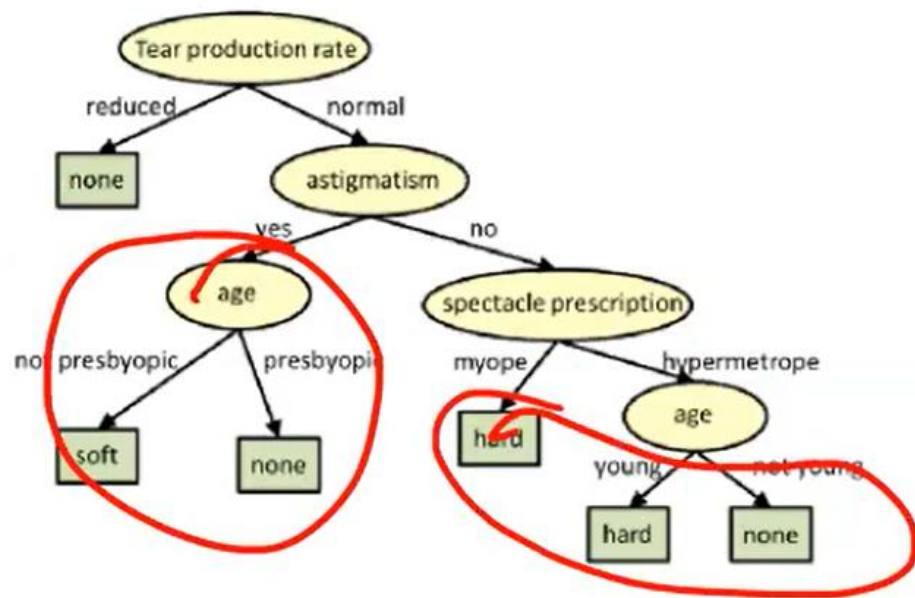 Tear production rate
reduced normal
none astigmatism
yes no
age spectacle prescription
not presbyopic presbyopic myope hypermetrope
hard age
soft none young not young
hard none